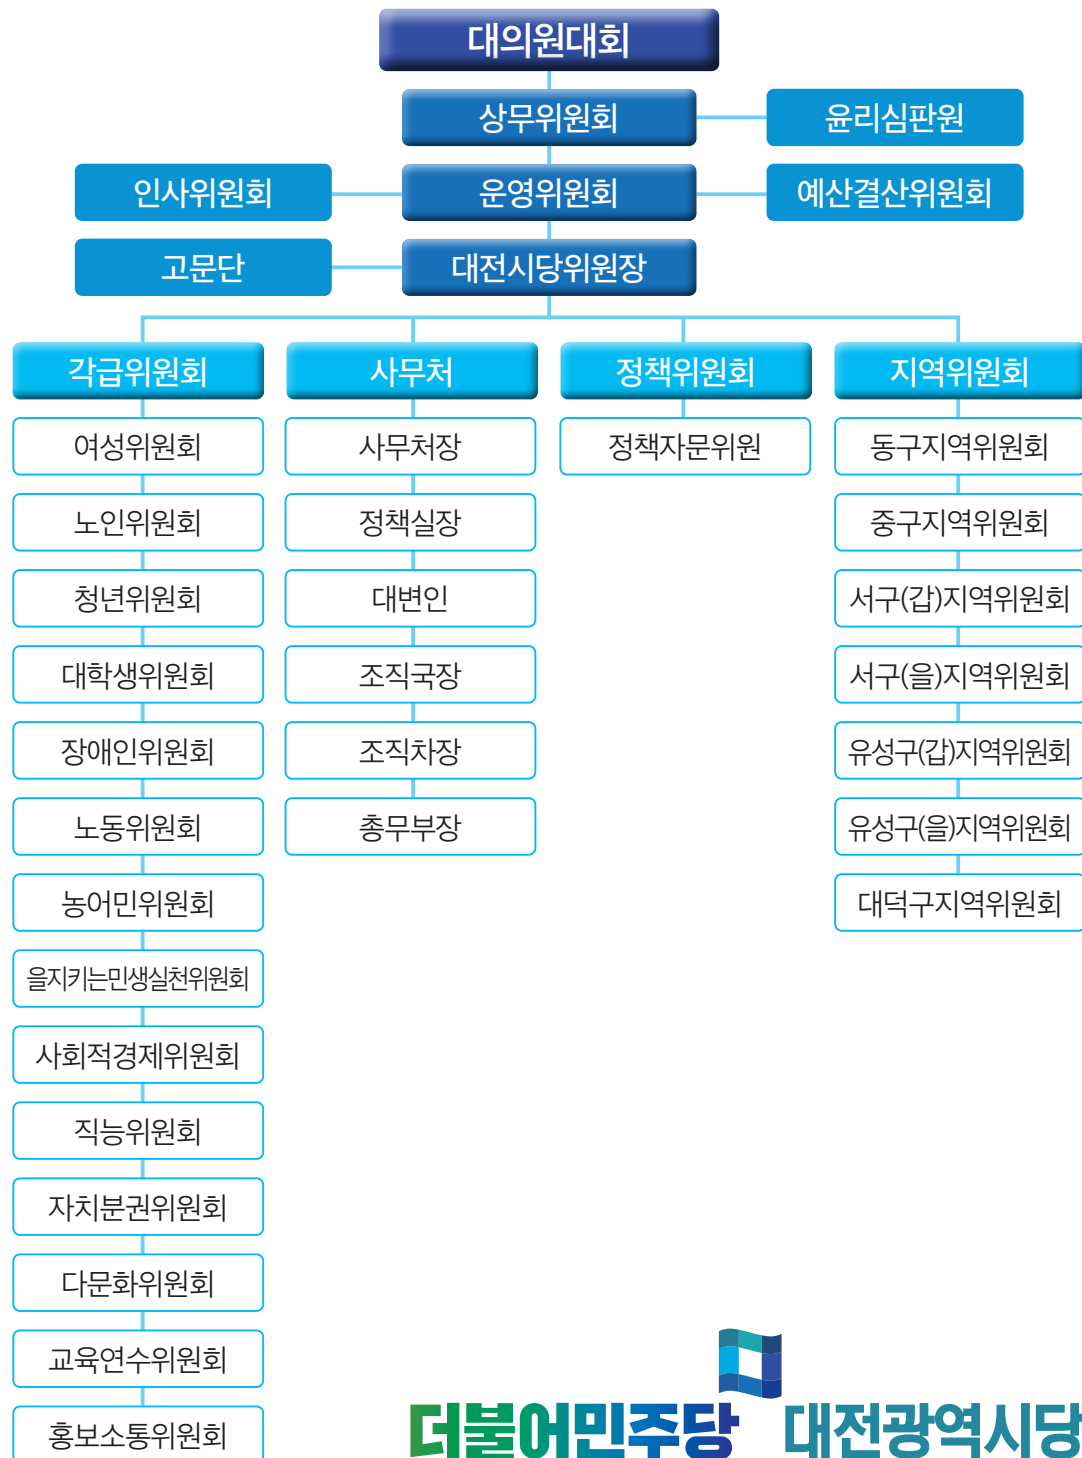 대의원대회
상무위원회
윤리심판원
인사위원회
운영위원회
예산결산위원회
고문단
대전시당위원장
각급위원회
사무처
정책위원회
지역위원회
여성위원회
노인위원회
청년위원회
대학생위원회
장애인위원회
노동위원회
농어민위원회
을지키는민생실천위원회
사회적경제위원회
직능위원회
자치분권위원회
다문화위원회
교육연수위원회
홍보소통위원회
사무처장
정책실장
대변인
조직국장
조직차장
총무부장
정책자문위원
동구지역위원회
중구지역위원회
서구(갑)지역위원회
서구(을)지역위원회
유성구(갑)지역위원회
유성구(을)지역위원회
대덕구지역위원회
더불어민주당 대전광역시당